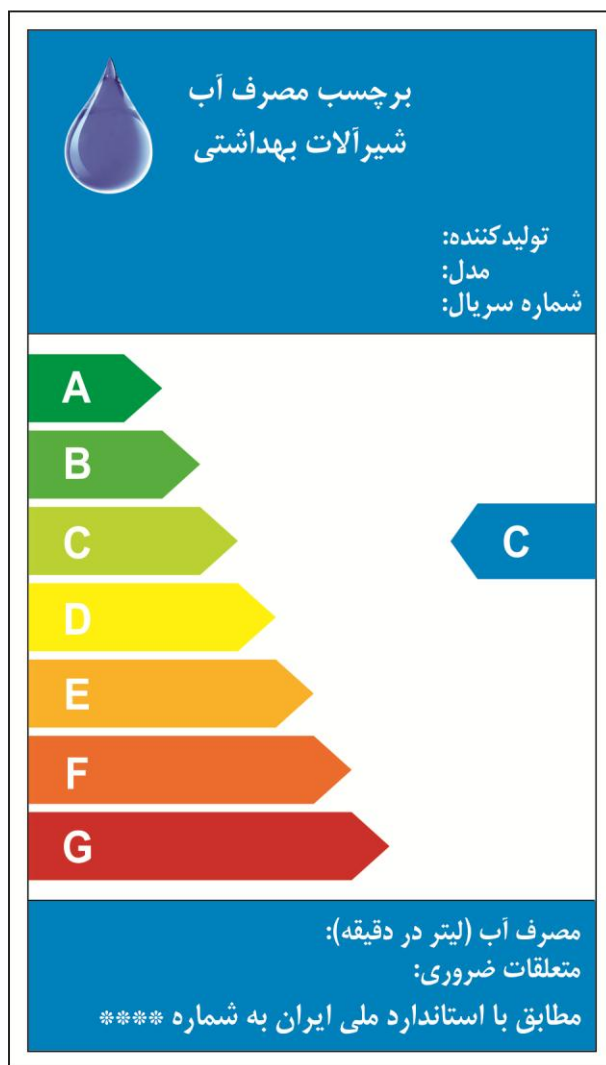 برچسب مصرف آب
شیرآلات بهداشتی
تولیدکننده:
مدل:
شماره سریال:
A
B
C
C
D
E
F
G
مصرف آب (لیتر در دقیقه):
متعلقات ضروری:
مطابق با استاندارد ملی ایران به شماره ****